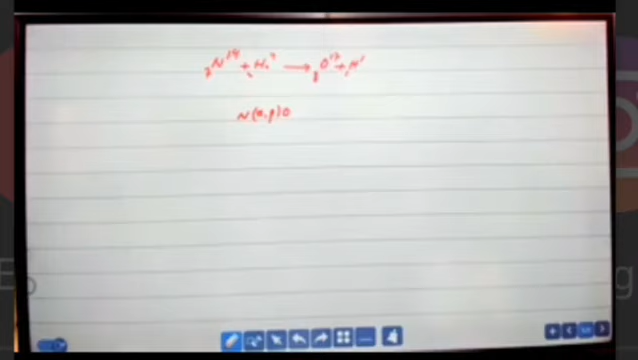 ₇N¹⁴ + ₂He⁴ ⟶ ₈O¹⁷ + ₁H¹
N(α,p)O